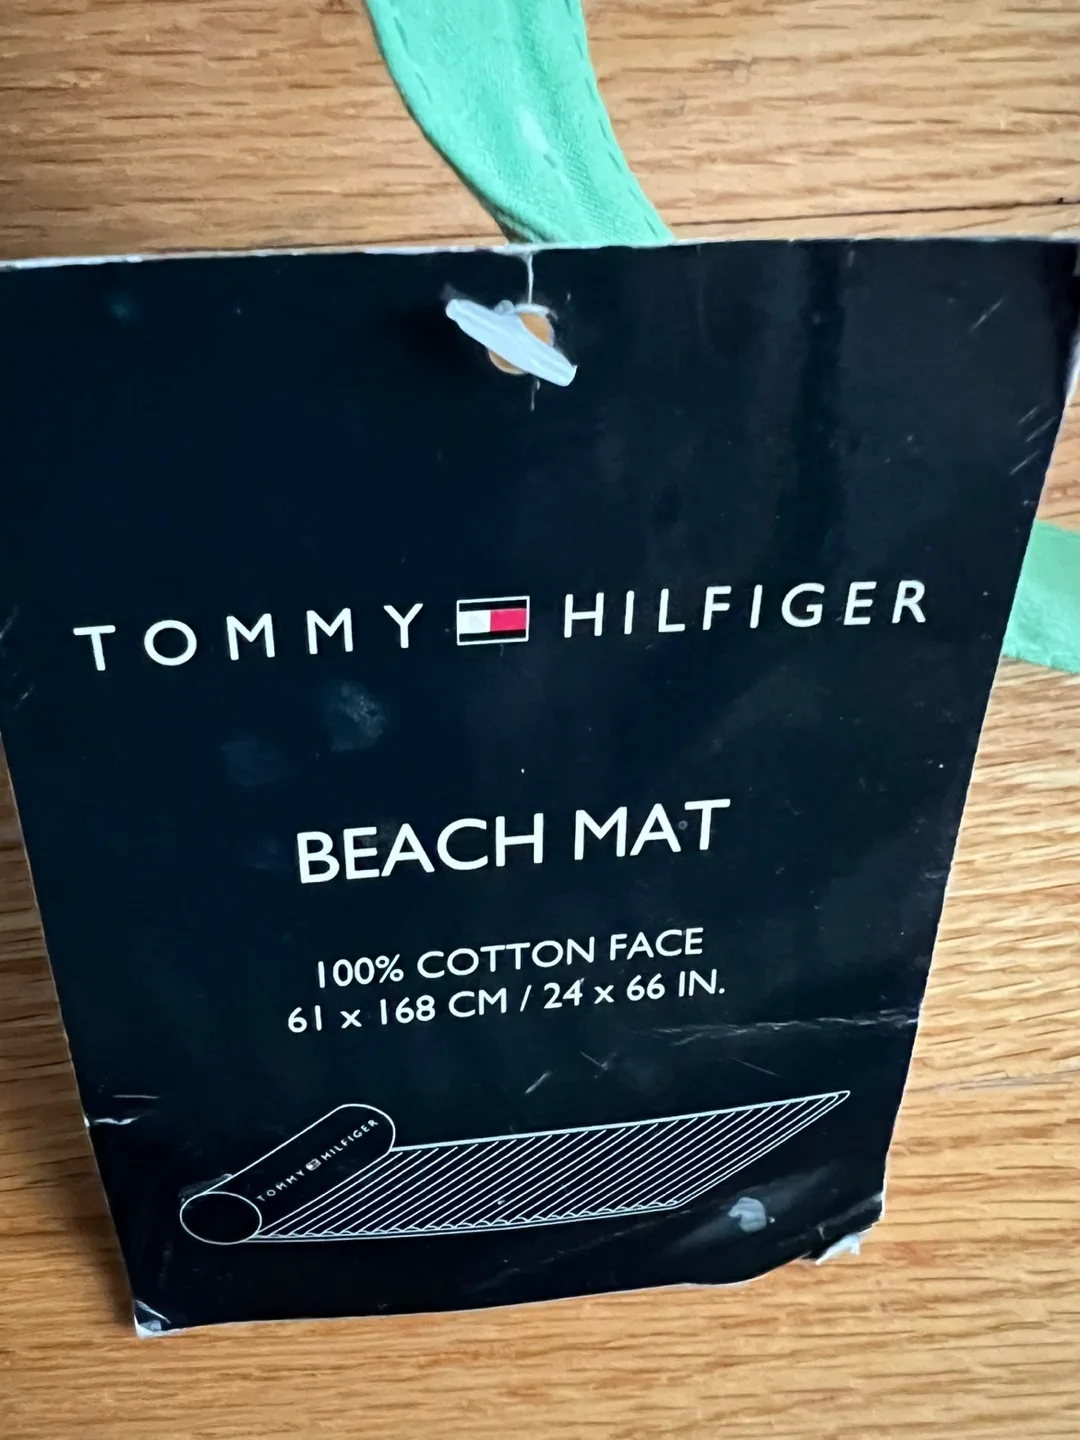 TOMMY HILFIGER
BEACH MAT
100% COTTON FACE
61 x 168 CM / 24 x 66 IN.
TOMMY HILFIGER